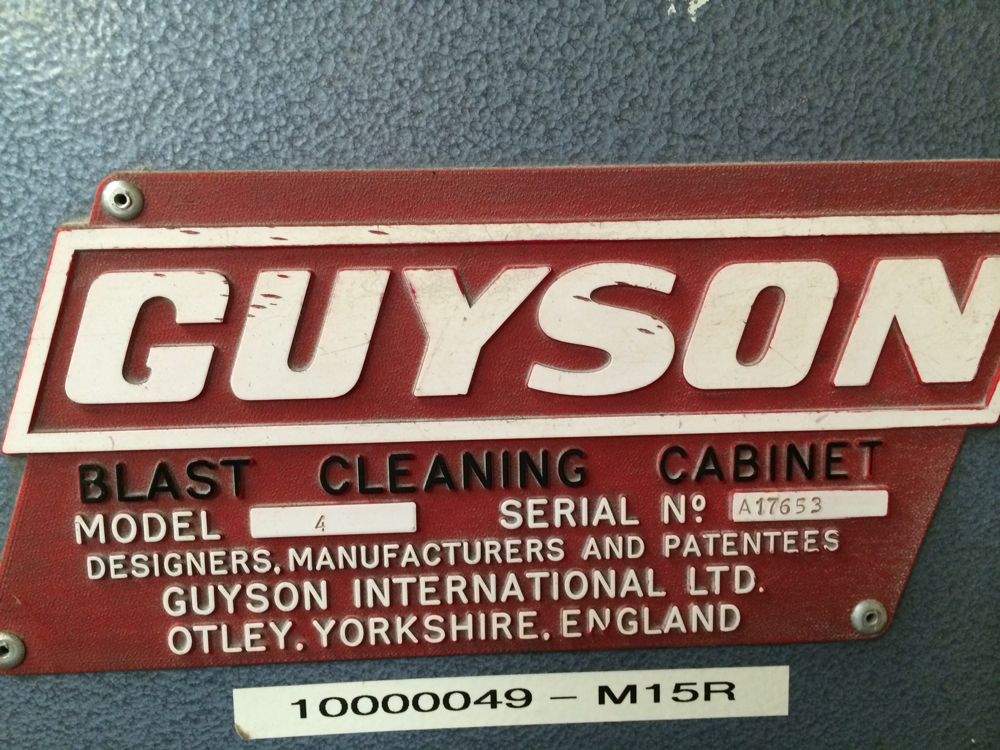 GUYSON
BLAST CLEANING CABINET
MODEL 4 SERIAL Nº A17653
DESIGNERS, MANUFACTURERS AND PATENTEES
GUYSON INTERNATIONAL LTD.
OTLEY. YORKSHIRE. ENGLAND
10000049 - M15R